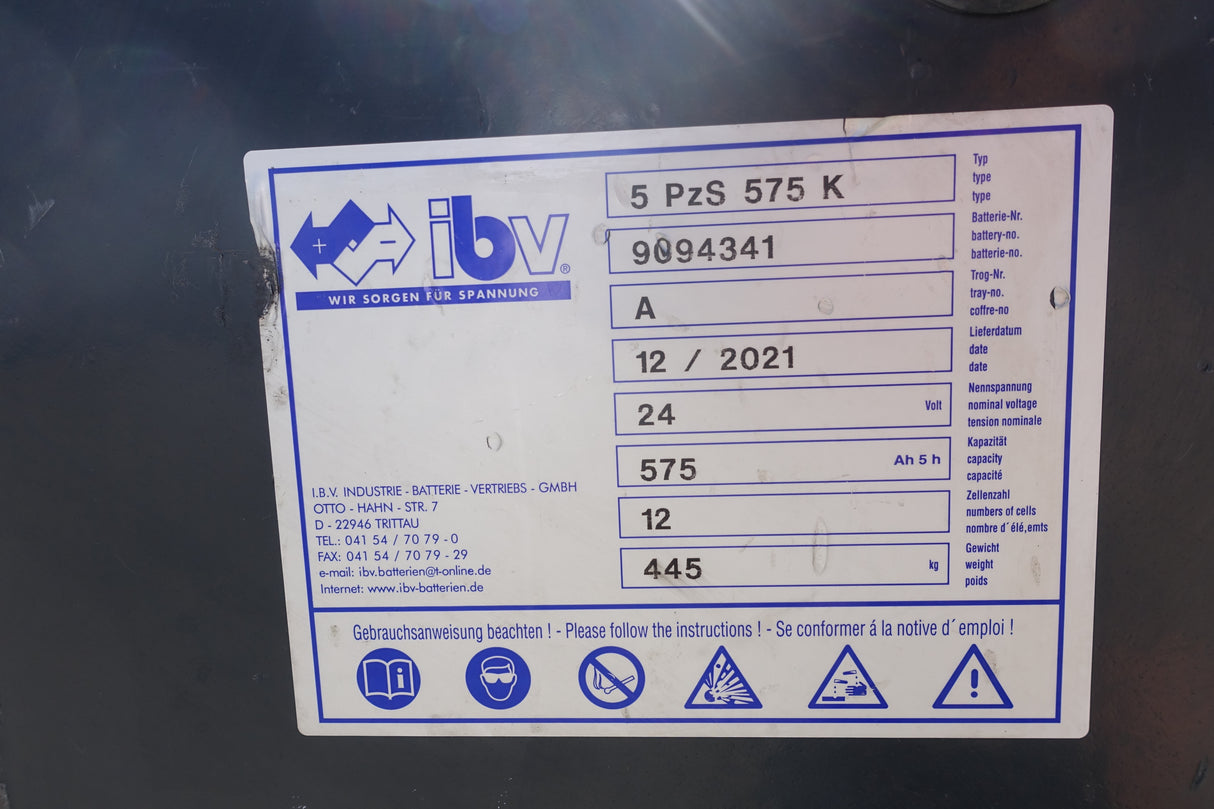 ibv®
WIR SORGEN FÜR SPANNUNG
5 PzS 575 K
Typ
type
type
9094341
Batterie-Nr.
battery-no.
batterie-no.
A
Trog-Nr.
tray-no.
coffre-no
12 / 2021
Lieferdatum
date
date
24 Volt
Nennspannung
nominal voltage
tension nominale
575 Ah 5 h
Kapazität
capacity
capacité
12
Zellenzahl
numbers of cells
nombre d´élé,emts
445 kg
Gewicht
weight
poids
I.B.V. INDUSTRIE - BATTERIE - VERTRIEBS - GMBH
OTTO - HAHN - STR. 7
D - 22946 TRITTAU
TEL.: 041 54 / 70 79 - 0
FAX: 041 54 / 70 79 - 29
e-mail: ibv.batterien@t-online.de
Internet: www.ibv-batterien.de
Gebrauchsanweisung beachten ! - Please follow the instructions ! - Se conformer á la notive d´ emploi !